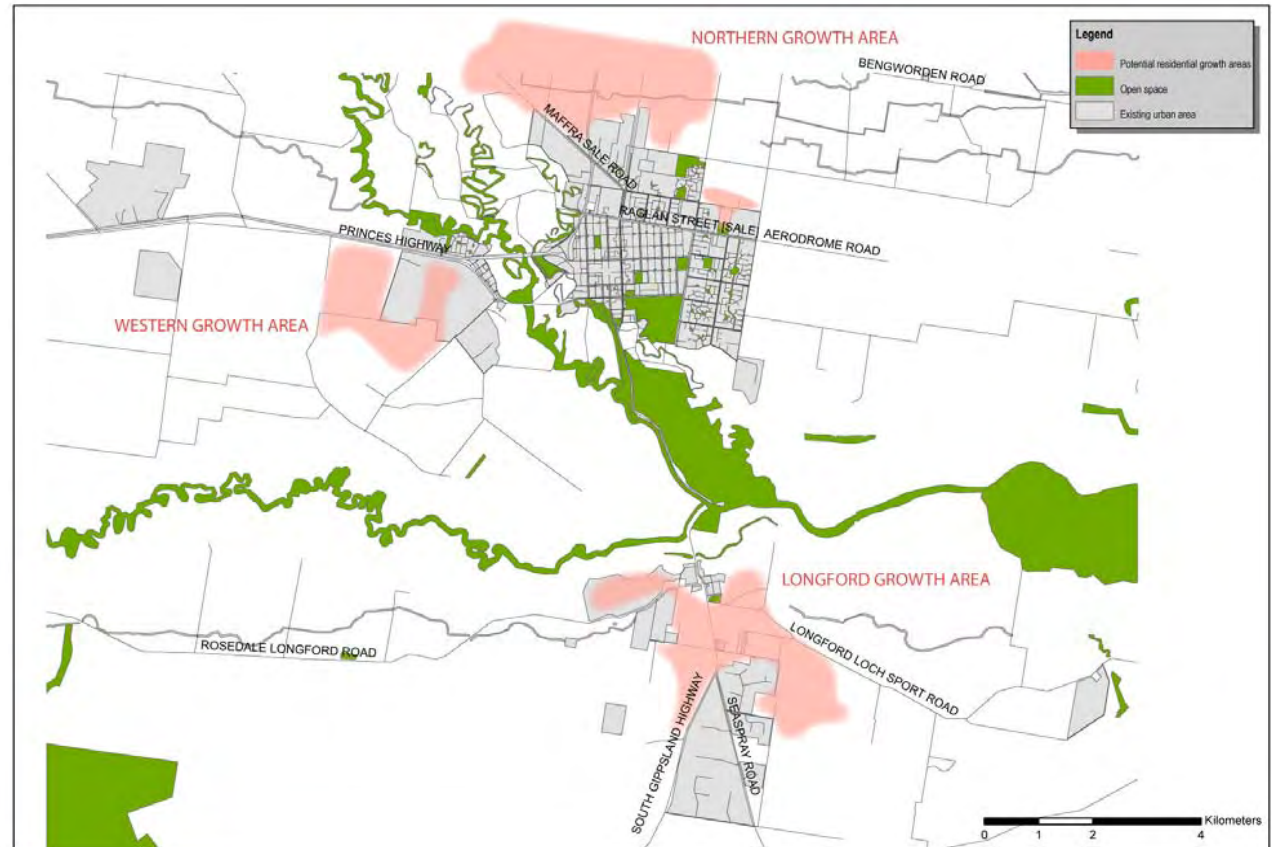 NORTHERN GROWTH AREA
Legend
Potential residential growth areas
Open space
Existing urban area
BENGWORDEN ROAD
MAFFRA SALE ROAD
RAGLAN STREET (SALE) AERODROME ROAD
PRINCES HIGHWAY
WESTERN GROWTH AREA
LONGFORD GROWTH AREA
ROSEDALE LONGFORD ROAD
LONGFORD LOCH SPORT ROAD
SOUTH GIPPSLAND HIGHWAY
SEASPRAY ROAD
Kilometers
0 1 2 4